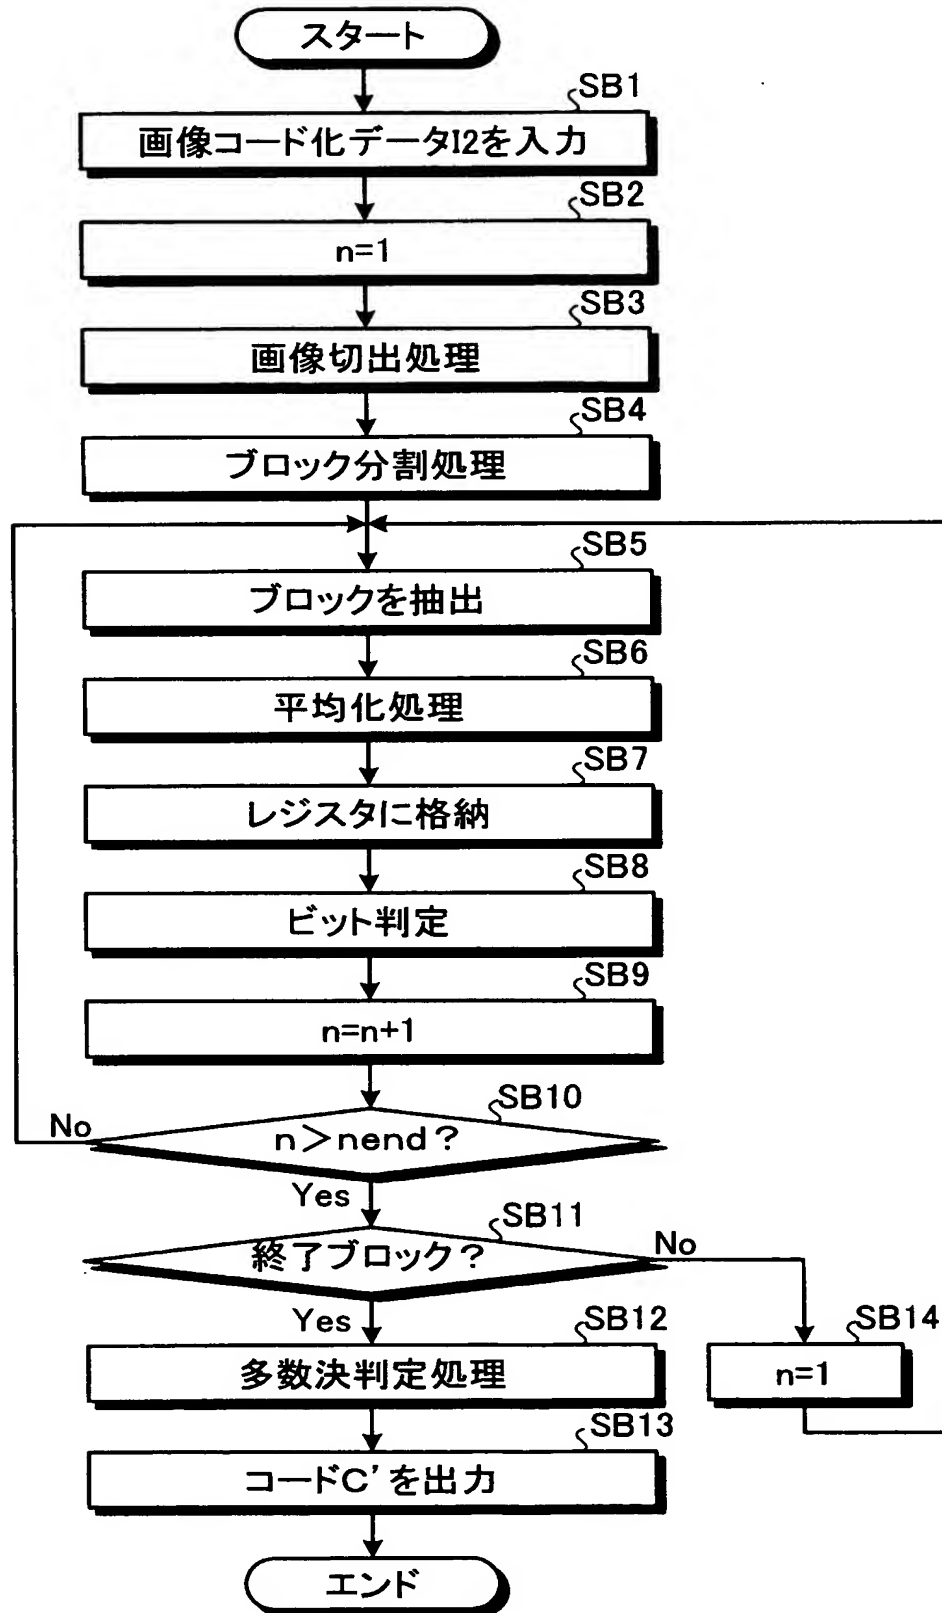 スタート
SB1
画像コード化データI2を入力
SB2
n=1
SB3
画像切出処理
SB4
ブロック分割処理
SB5
ブロックを抽出
SB6
平均化処理
SB7
レジスタに格納
SB8
ビット判定
SB9
n=n+1
SB10
No
n>nend?
Yes
SB11
終了ブロック?
No
Yes
SB12
多数決判定処理
SB14
n=1
SB13
コードC'を出力
エンド